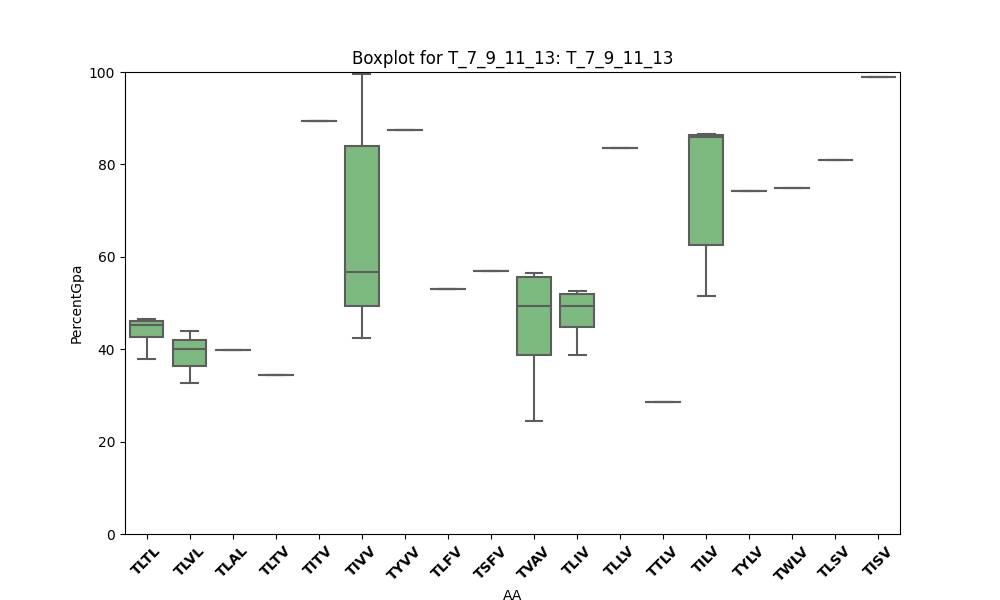 Boxplot for T_7_9_11_13: T_7_9_11_13
PercentGpa
100
80
60
40
20
0
TLTL
TLVL
TLAL
TLTV
TITV
TIVV
TYVV
TLFV
TSFV
TVAV
TLIV
TLLV
TTLV
TILV
TYLV
TWLV
TLSV
TISV
AA